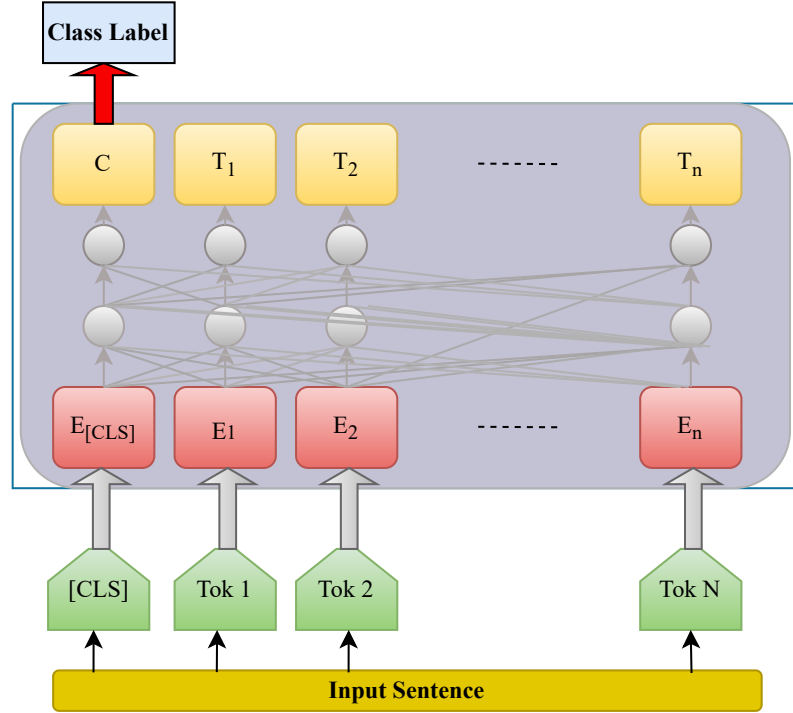 Class Label
C T1 T2 Tn
E[CLS] E1 E2 En
[CLS] Tok 1 Tok 2 Tok N
Input Sentence